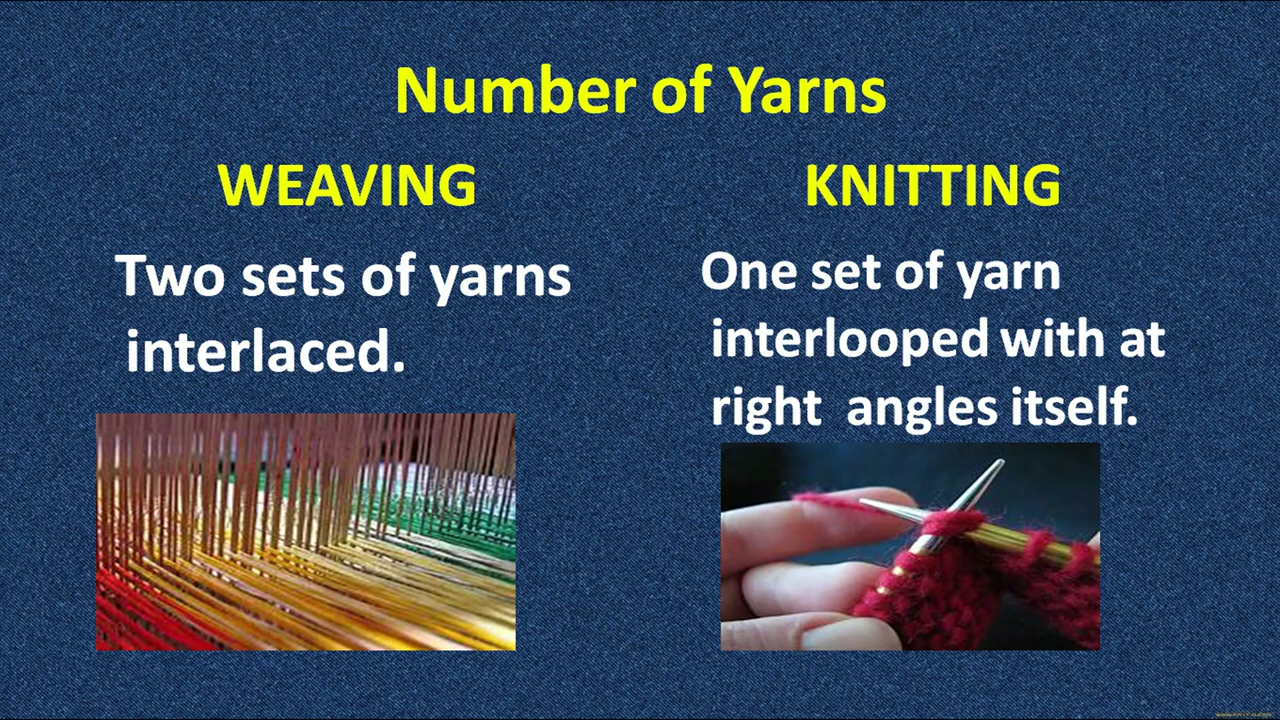 Number of Yarns
WEAVING
Two sets of yarns
interlaced.
KNITTING
One set of yarn
interlooped with at
right angles itself.